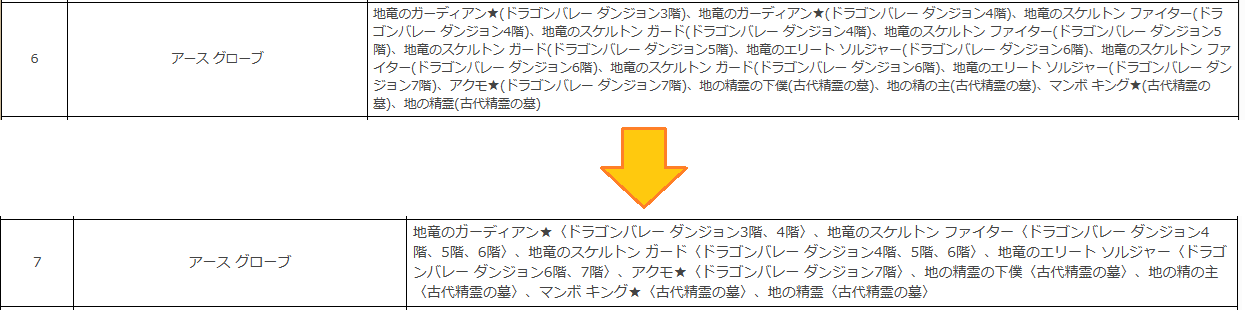 地竜のガーディアン★(ドラゴンバレー ダンジョン3階)、地竜のガーディアン★(ドラゴンバレー ダンジョン4階)、地竜のスケルトン ファイター(ドラ
ゴンバレー ダンジョン4階)、地竜のスケルトン ガード(ドラゴンバレー ダンジョン4階)、地竜のスケルトン ファイター(ドラゴンバレー ダンジョン5
階)、地竜のスケルトン ガード(ドラゴンバレー ダンジョン5階)、地竜のエリート ソルジャー(ドラゴンバレー ダンジョン6階)、地竜のスケルトン ファ
6 アース グローブ イター(ドラゴンバレー ダンジョン6階)、地竜のスケルトン ガード(ドラゴンバレー ダンジョン6階)、地竜のエリート ソルジャー(ドラゴンバレー ダン
ジョン7階)、アクモ★(ドラゴンバレー ダンジョン7階)、地の精霊の下僕(古代精霊の墓)、地の精の主(古代精霊の墓)、マンボ キング★(古代精霊の
墓)、地の精霊(古代精霊の墓)
地竜のガーディアン★〈ドラゴンバレー ダンジョン3階、4階〉、地竜のスケルトン ファイター〈ドラゴンバレー ダンジョン4
階、5階、6階〉、地竜のスケルトン ガード〈ドラゴンバレー ダンジョン4階、5階、6階〉、地竜のエリート ソルジャー〈ドラゴ
7 アース グローブ ンバレー ダンジョン6階、7階〉、アクモ★〈ドラゴンバレー ダンジョン7階〉、地の精霊の下僕〈古代精霊の墓〉、地の精の主
〈古代精霊の墓〉、マンボ キング★〈古代精霊の墓〉、地の精霊〈古代精霊の墓〉